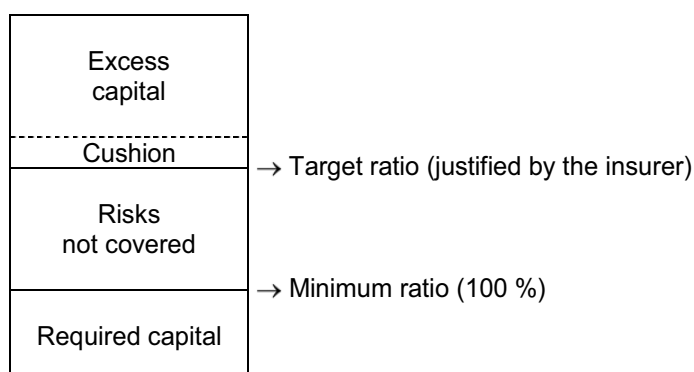 Excess
capital
Cushion
→ Target ratio (justified by the insurer)
Risks
not covered
→ Minimum ratio (100 %)
Required capital